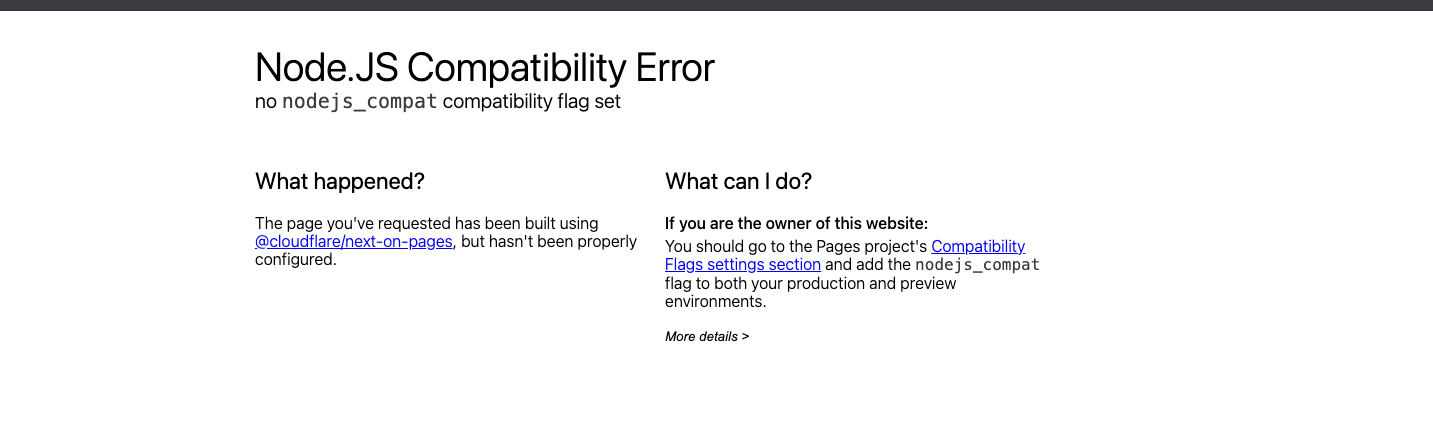 Node.JS Compatibility Error
no nodejs_compat compatibility flag set
What happened?
The page you've requested has been built using
@cloudflare/next-on-pages, but hasn't been properly
configured.
What can I do?
If you are the owner of this website:
You should go to the Pages project's Compatibility
Flags settings section and add the nodejs_compat
flag to both your production and preview
environments.
More details >